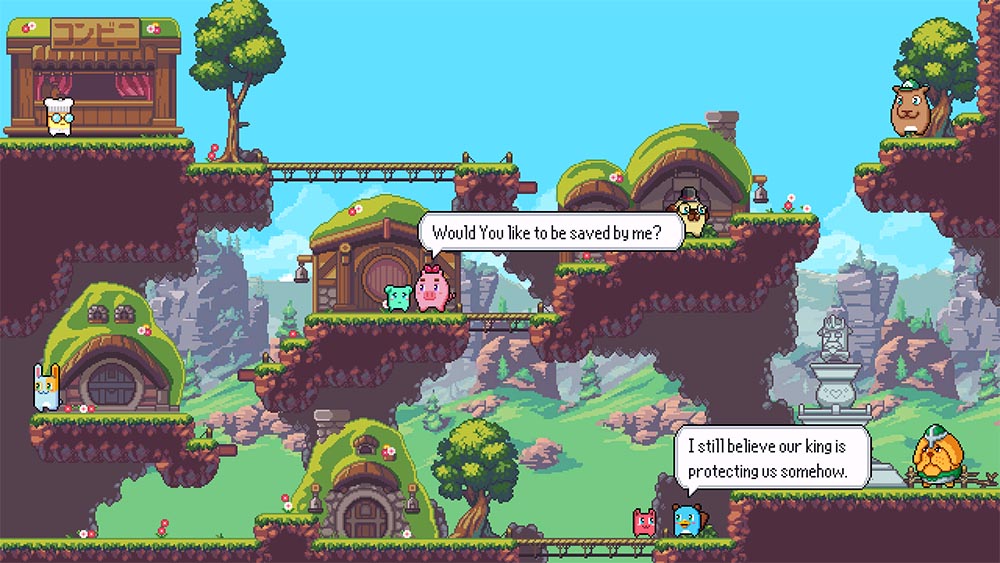 コンビニ
Would You like to be saved by me?
I still believe our king is
protecting us somehow.